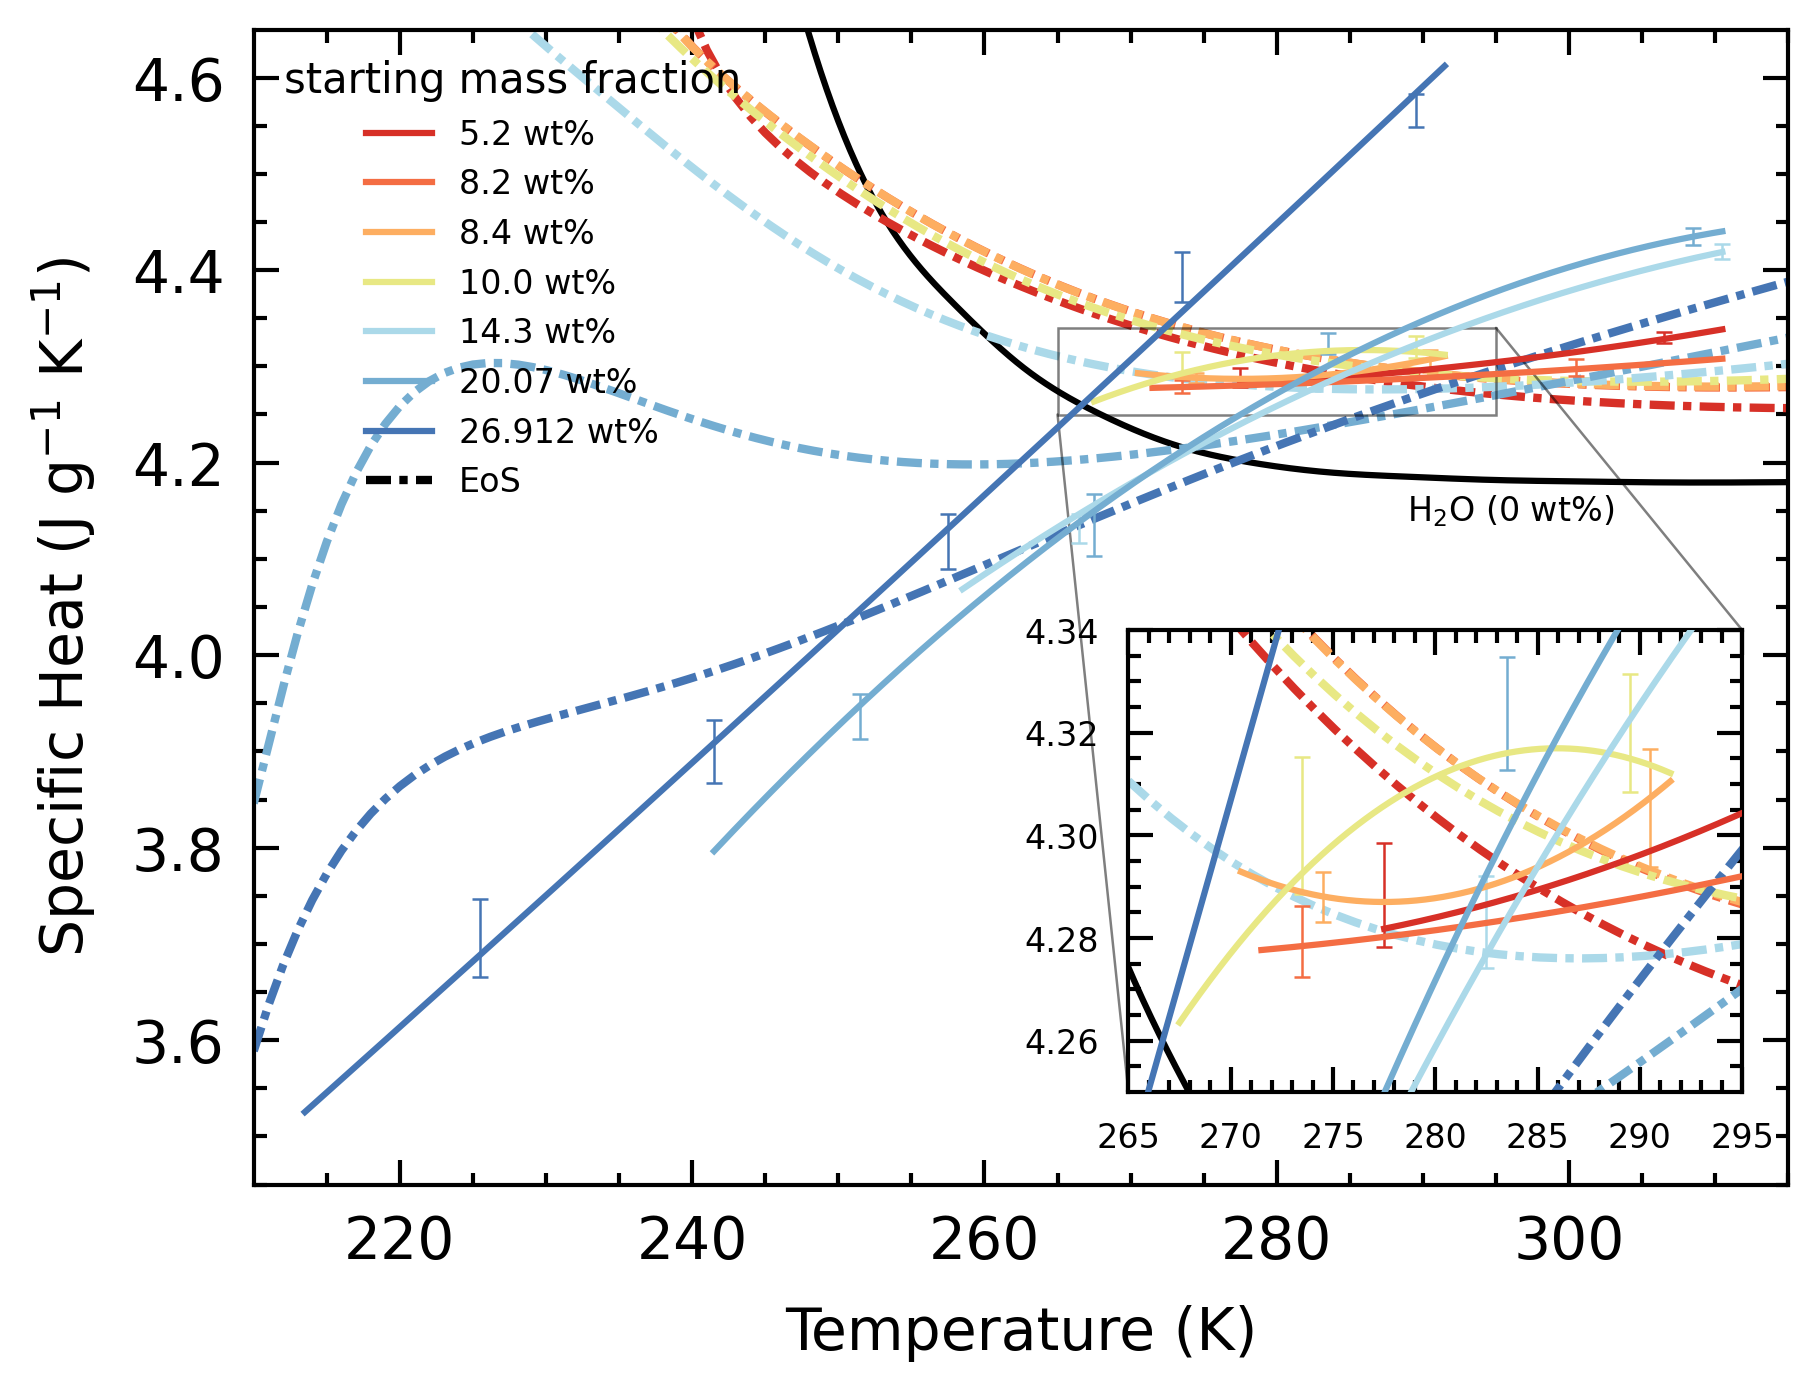 starting mass fraction
5.2 wt%
8.2 wt%
8.4 wt%
10.0 wt%
14.3 wt%
20.07 wt%
26.912 wt%
EoS
4.6
4.4
4.2
4.0
3.8
3.6
Specific Heat (J g⁻¹ K⁻¹)
H₂O (0 wt%)
4.34
4.32
4.30
4.28
4.26
265 270 275 280 285 290 295
220 240 260 280 300
Temperature (K)